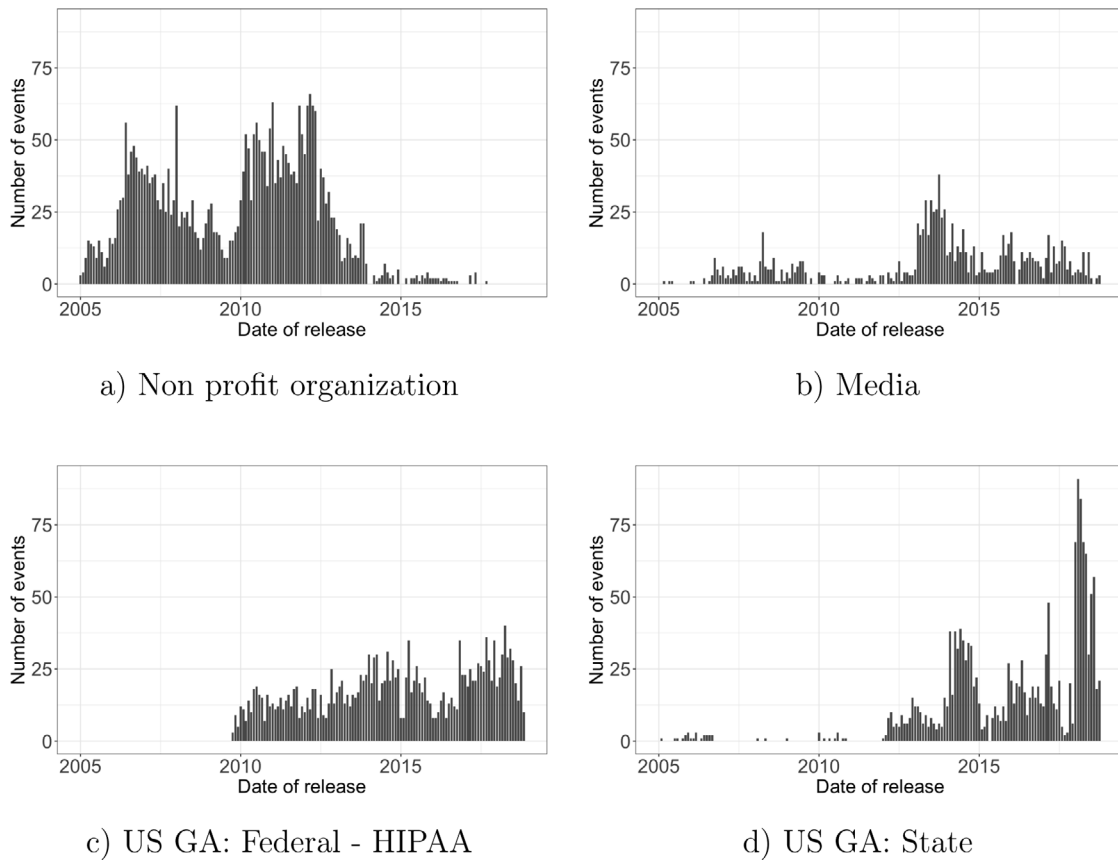 Number of events
75
50
25
0
2005
2010
2015
Date of release
a) Non profit organization
Number of events
75
50
25
0
2005
2010
2015
Date of release
b) Media
Number of events
75
50
25
0
2005
2010
2015
Date of release
c) US GA: Federal - HIPAA
Number of events
75
50
25
0
2005
2010
2015
Date of release
d) US GA: State